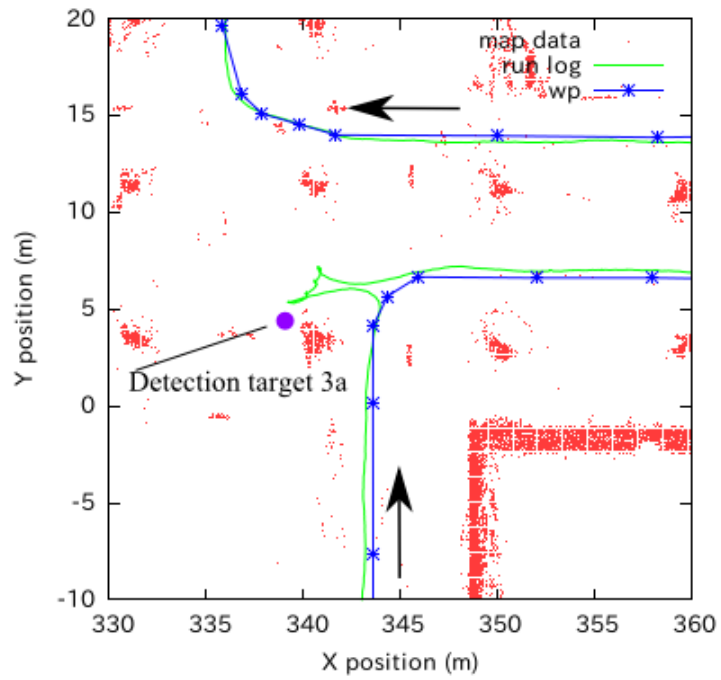 20
15
10
5
0
-5
-10
Y position (m)
map data
run log
wp
Detection target 3a
330 335 340 345 350 355 360
X position (m)